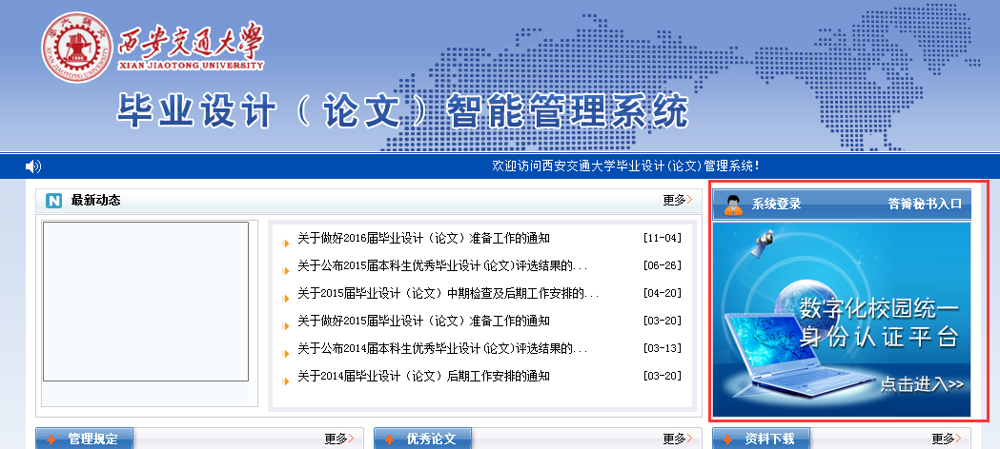 西安交通大学
XIAN JIAOTONG UNIVERSITY
毕业设计（论文）智能管理系统
欢迎访问西安交通大学毕业设计(论文)管理系统!
最新动态
更多>
关于做好2016届毕业设计（论文）准备工作的通知 [11-04]
关于公布2015届本科生优秀毕业设计(论文)评选结果的... [06-26]
关于2015届毕业设计（论文）中期检查及后期工作安排的... [04-20]
关于做好2015届毕业设计（论文）准备工作的通知 [03-20]
关于公布2014届本科生优秀毕业设计(论文)评选结果的... [03-13]
关于2014届毕业设计（论文）后期工作安排的通知 [03-20]
系统登录 答辩秘书入口
数字化校园统一
身份认证平台
点击进入>>
管理规定 更多>
优秀论文 更多>
资料下载 更多>